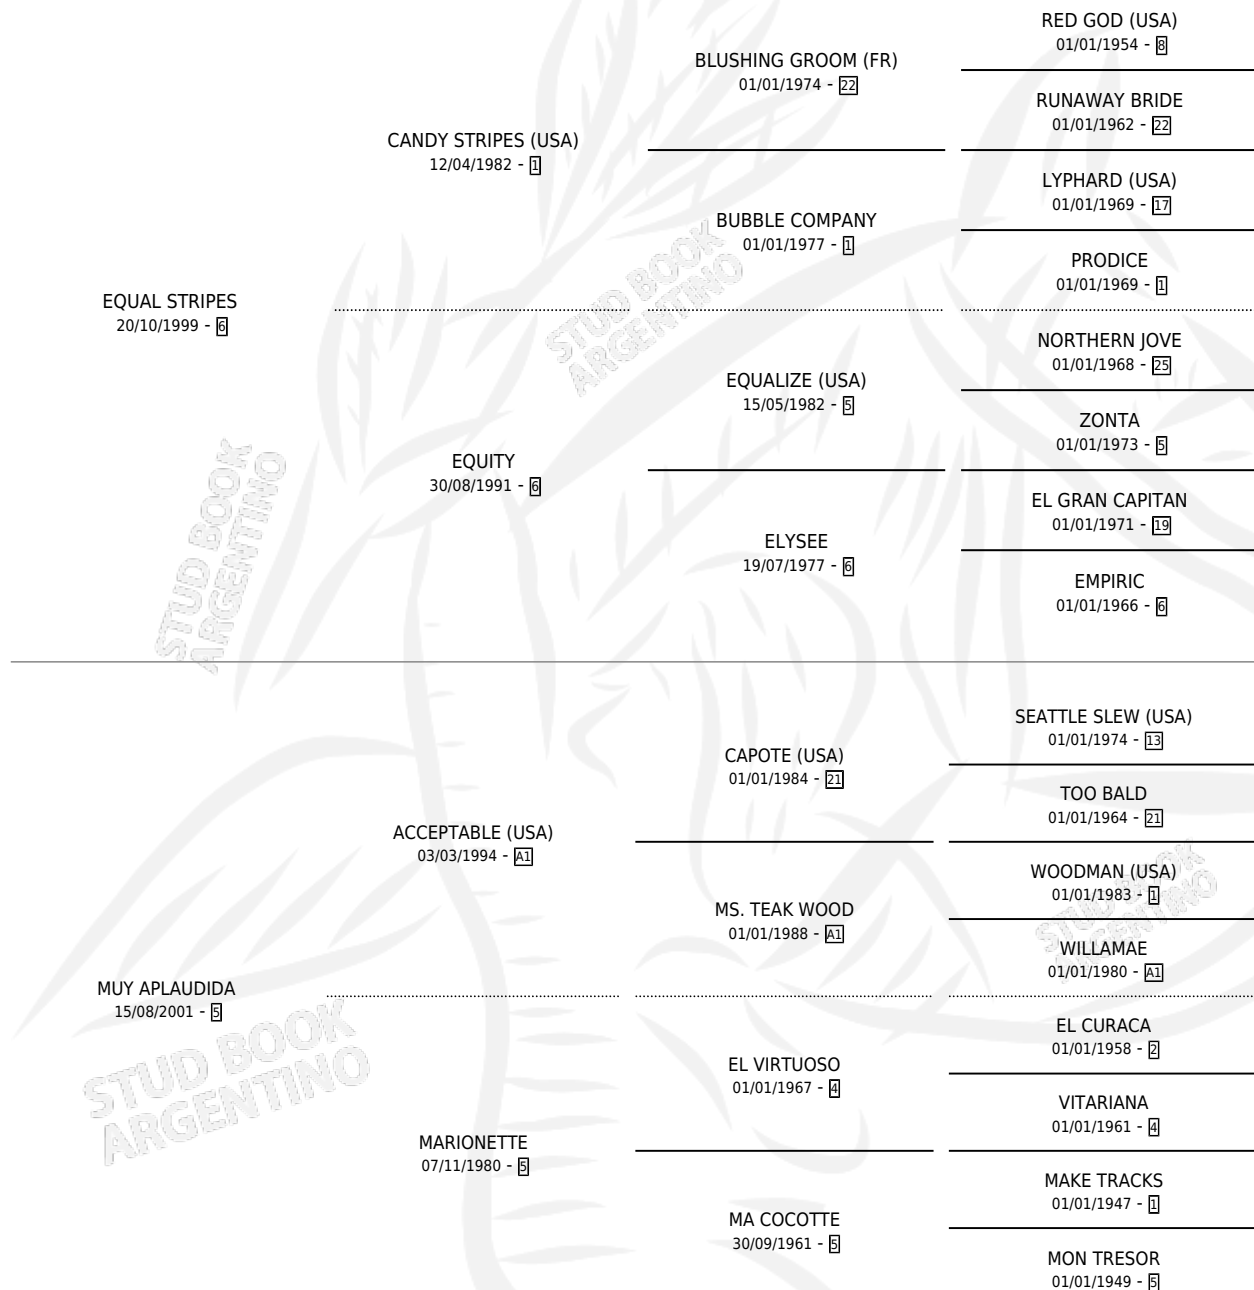 RED GOD (USA)
01/01/1954 - 8
BLUSHING GROOM (FR)
01/01/1974 - 22
RUNAWAY BRIDE
01/01/1962 - 22
CANDY STRIPES (USA)
12/04/1982 - 1
LYPHARD (USA)
01/01/1969 - 17
BUBBLE COMPANY
01/01/1977 - 1
PRODICE
01/01/1969 - 1
EQUAL STRIPES
20/10/1999 - 6
STUD BOOK
ARGENTINO
NORTHERN JOVE
01/01/1968 - 25
EQUALIZE (USA)
15/05/1982 - 5
ZONTA
01/01/1973 - 5
EQUITY
30/08/1991 - 6
EL GRAN CAPITAN
01/01/1971 - 19
ELYSEE
19/07/1977 - 6
EMPIRIC
01/01/1966 - 6
STUD BOOK
ARGENTINO
SEATTLE SLEW (USA)
01/01/1974 - 13
CAPOTE (USA)
01/01/1984 - 21
TOO BALD
01/01/1964 - 21
ACCEPTABLE (USA)
03/03/1994 - A1
WOODMAN (USA)
01/01/1983 - 1
MS. TEAK WOOD
01/01/1988 - A1
STUD BOOK
ARGENTINO
WILLAMAE
01/01/1980 - A1
MUY APLAUDIDA
15/08/2001 - 5
STUD BOOK
ARGENTINO
EL CURACA
01/01/1958 - 2
EL VIRTUOSO
01/01/1967 - 4
VITARIANA
01/01/1961 - 4
MARIONETTE
07/11/1980 - 5
MAKE TRACKS
01/01/1947 - 1
MA COCOTTE
30/09/1961 - 5
MON TRESOR
01/01/1949 - 5